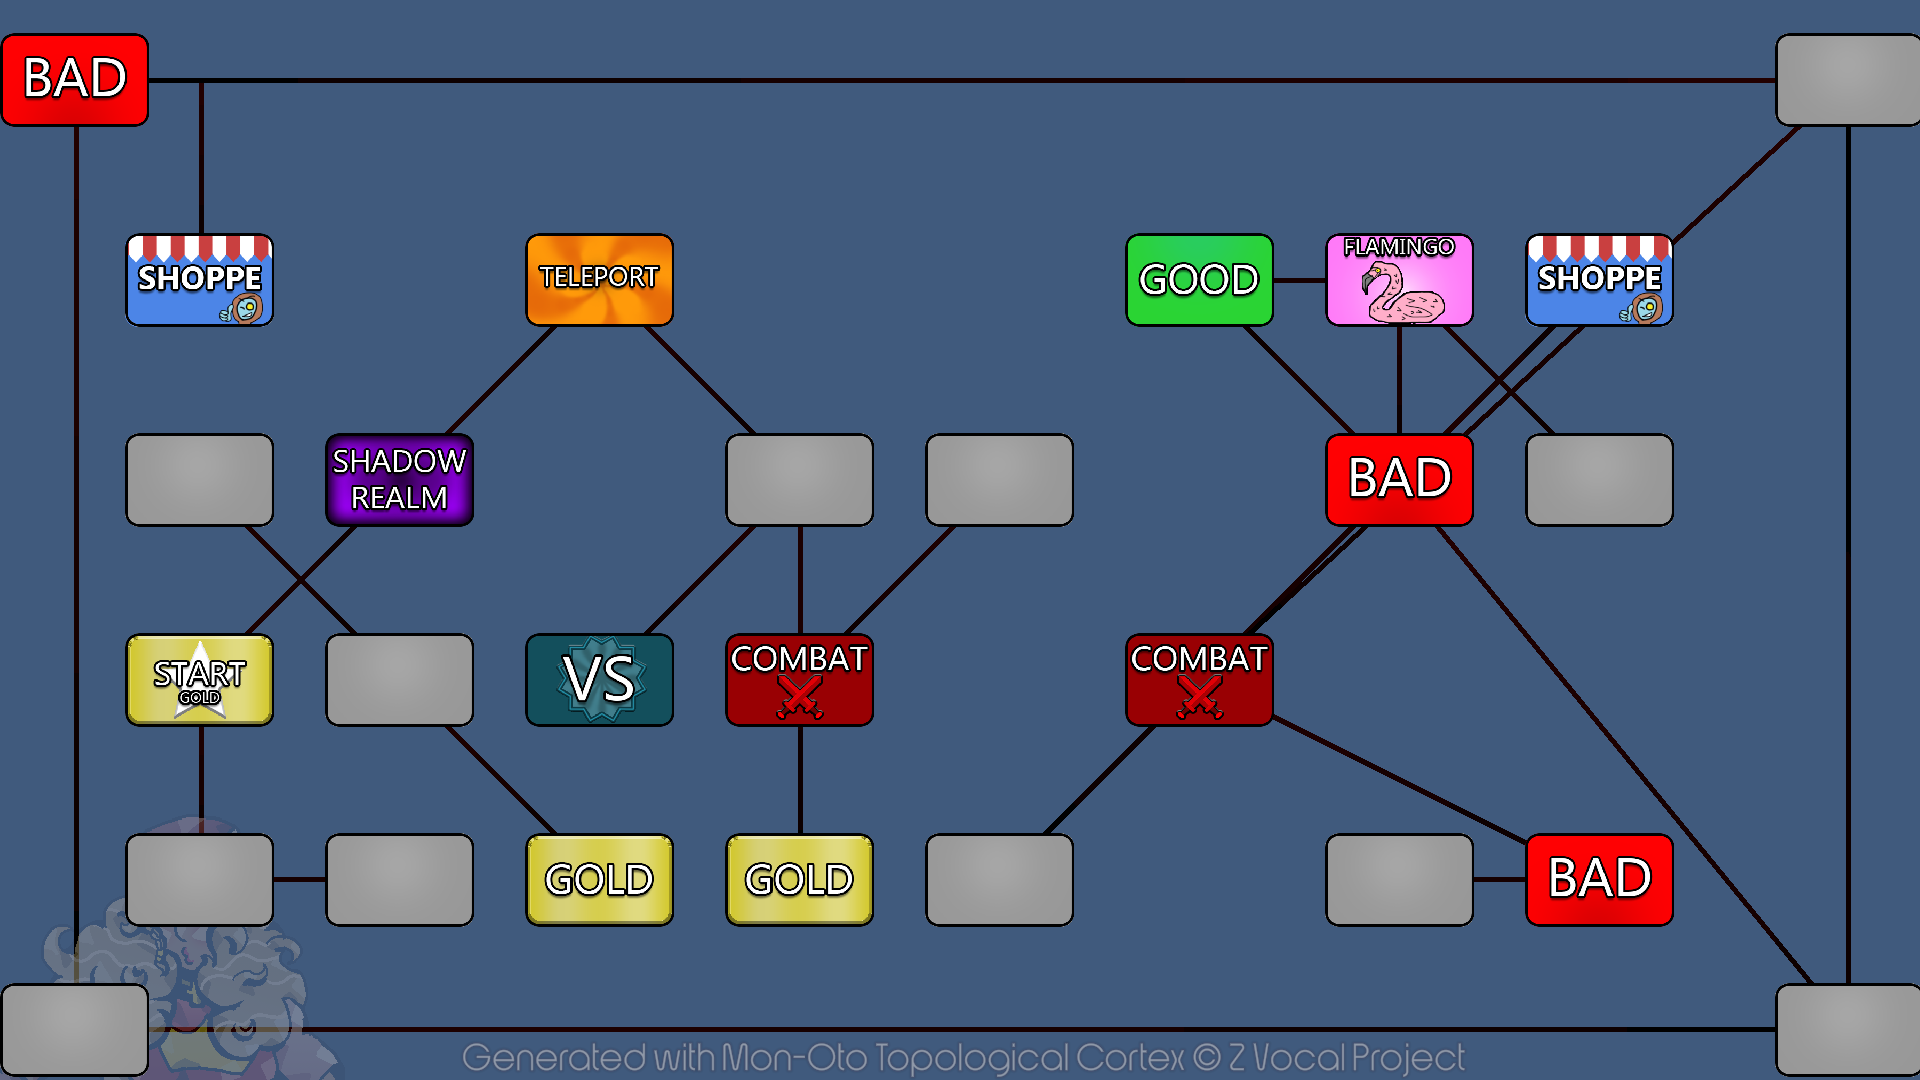 BAD
SHOPPE
TELEPORT
GOOD
FLAMINGO
SHOPPE
SHADOW
REALM
BAD
START
GOLD
VS
COMBAT
COMBAT
GOLD
GOLD
BAD
Generated with Mon-Oto Topological Cortex © Z Vocal Project